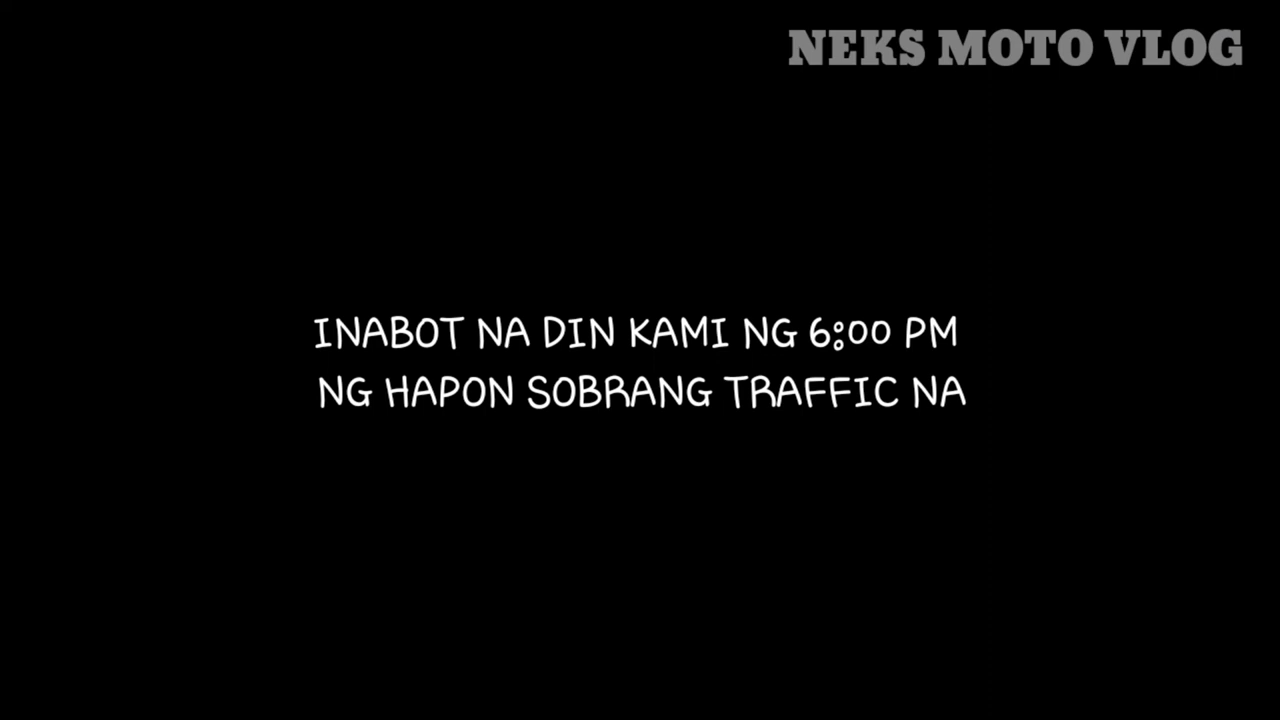 NEKS MOTO VLOG
INABOT NA DIN KAMI NG 6:00 PM
NG HAPON SOBRANG TRAFFIC NA